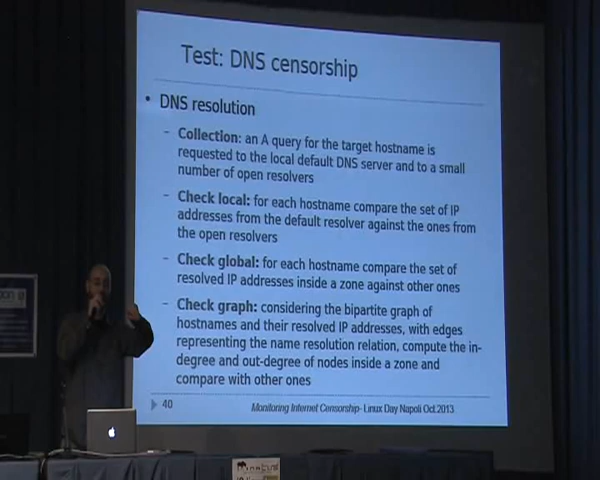 Test: DNS censorship
• DNS resolution
– Collection: an A query for the target hostname is
requested to the local default DNS server and to a small
number of open resolvers
– Check local: for each hostname compare the set of IP
addresses from the default resolver against the ones from
the open resolvers
– Check global: for each hostname compare the set of
resolved IP addresses inside a zone against other ones
– Check graph: considering the bipartite graph of
hostnames and their resolved IP addresses, with edges
representing the name resolution relation, compute the in-
degree and out-degree of nodes inside a zone and
compare with other ones
40
Monitoring Internet Censorship- Linux Day Napoli Oct.2013